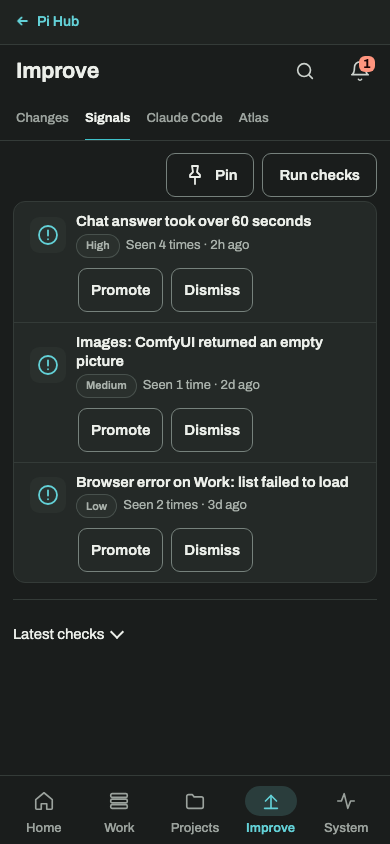 Pi Hub
Improve
1
Changes Signals Claude Code Atlas
Pin Run checks
Chat answer took over 60 seconds
High Seen 4 times · 2h ago
Promote Dismiss
Images: ComfyUI returned an empty
picture
Medium Seen 1 time · 2d ago
Promote Dismiss
Browser error on Work: list failed to load
Low Seen 2 times · 3d ago
Promote Dismiss
Latest checks
Home Work Projects Improve System